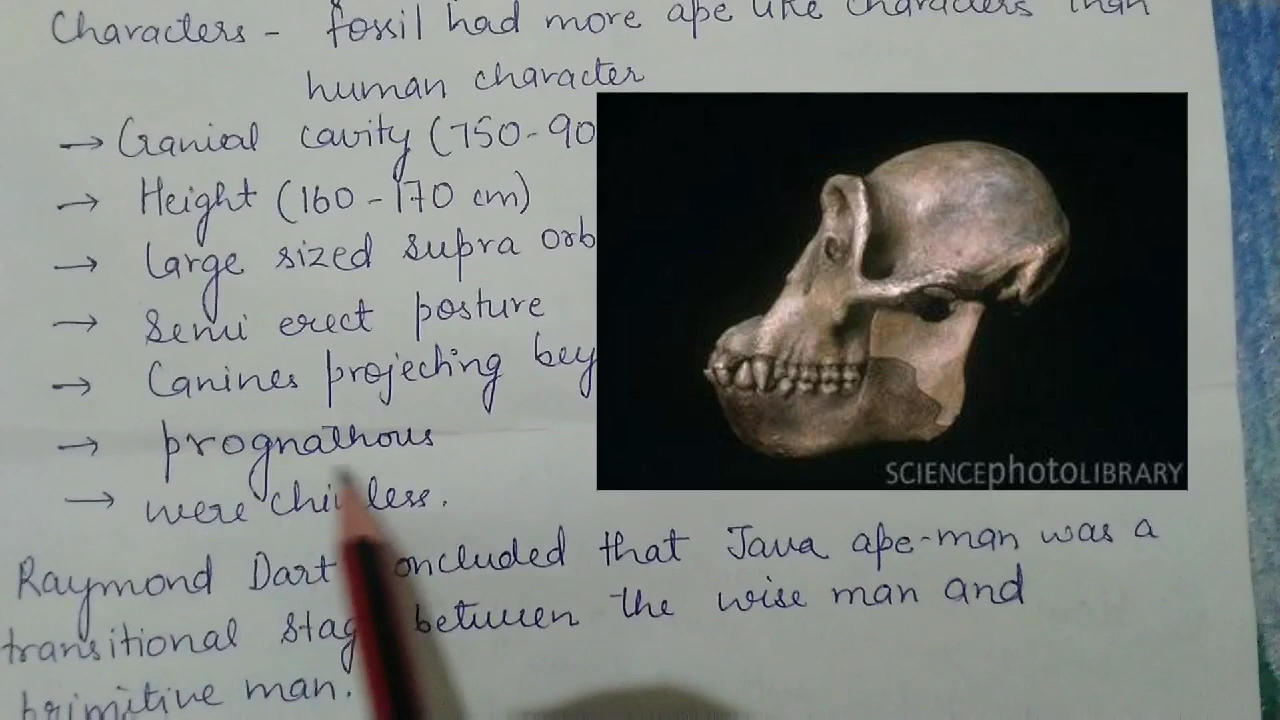 Characters - fossil had more ape like characters than
human character
→ Cranial cavity (750-90
→ Height (160-170 cm)
→ large sized supra orb
→ Semi erect posture
→ Canines projecting bey
→ prognathous
→ were chinless.
SCIENCEphotoLIBRARY
Raymond Dart concluded that Java ape-man was a
transitional stage between the wise man and
primitive man.